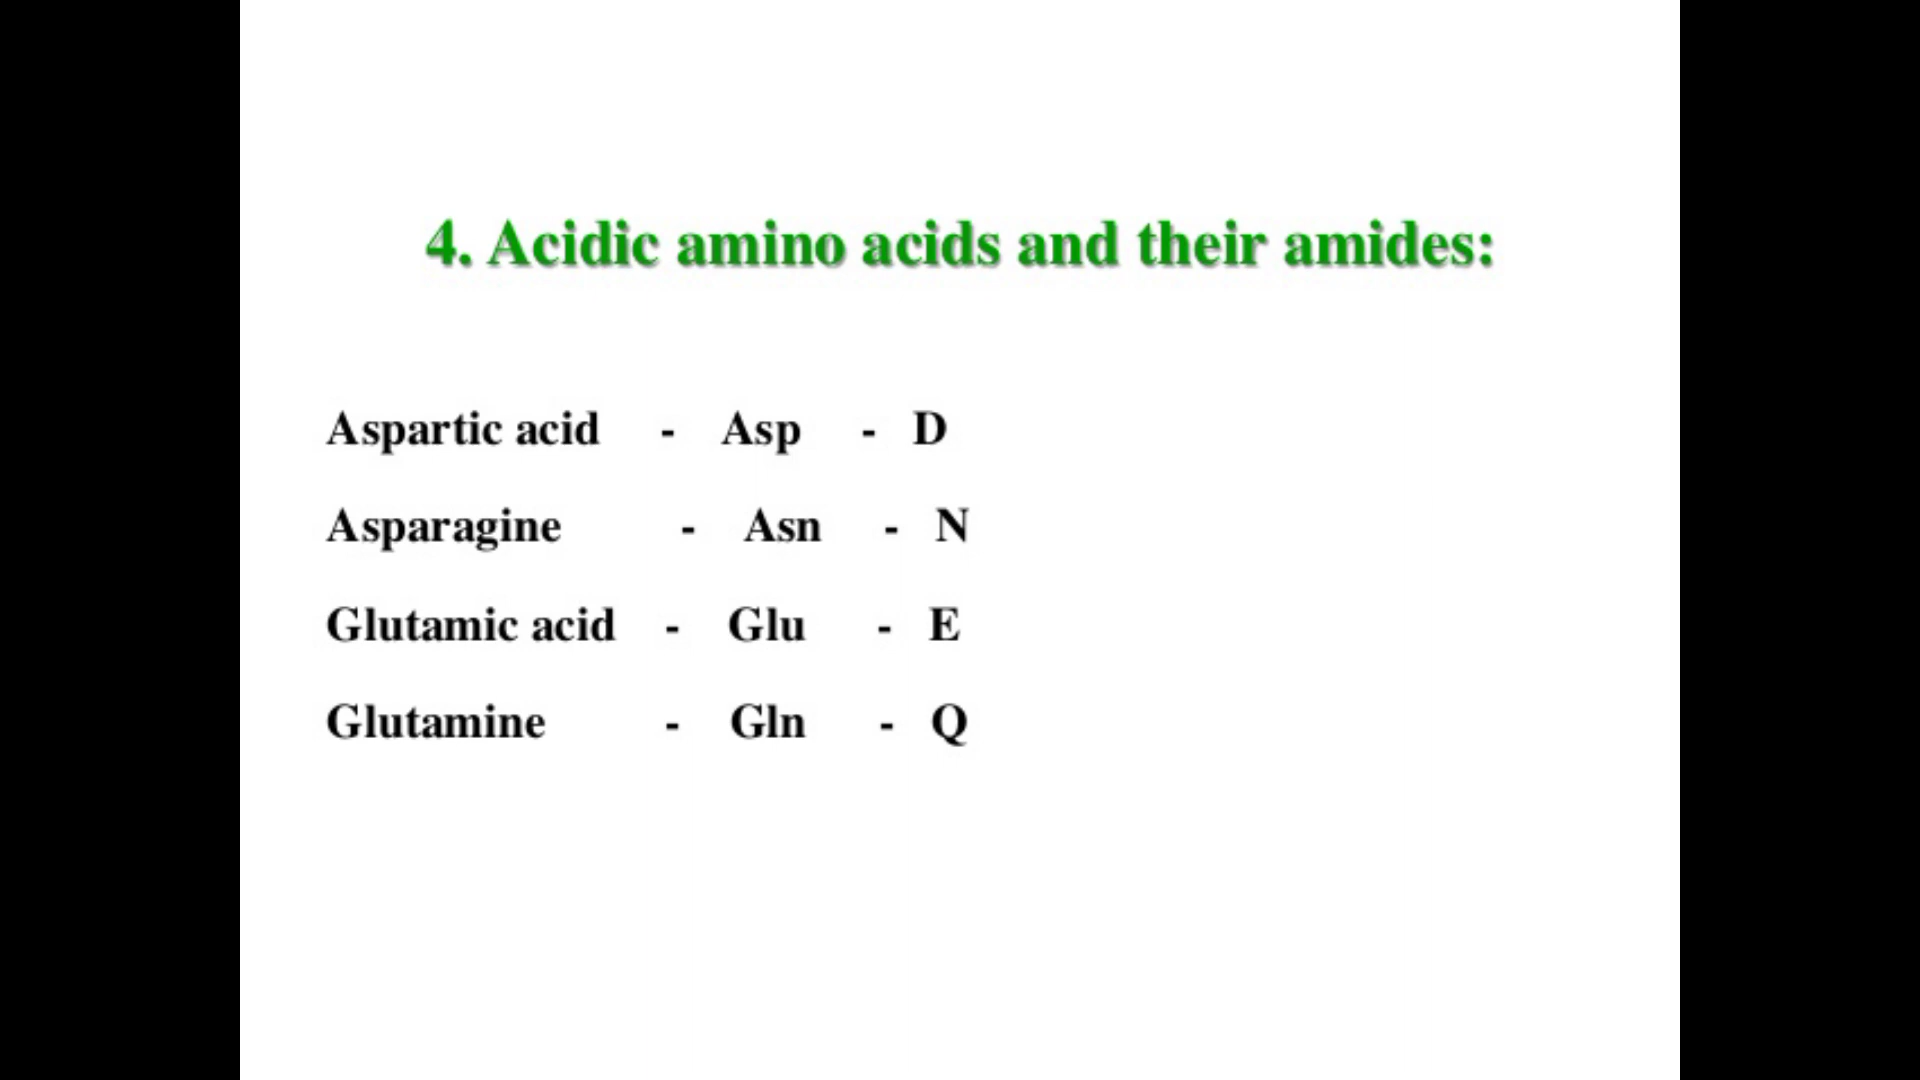 4. Acidic amino acids and their amides:
Aspartic acid - Asp - D
Asparagine - Asn - N
Glutamic acid - Glu - E
Glutamine - Gln - Q